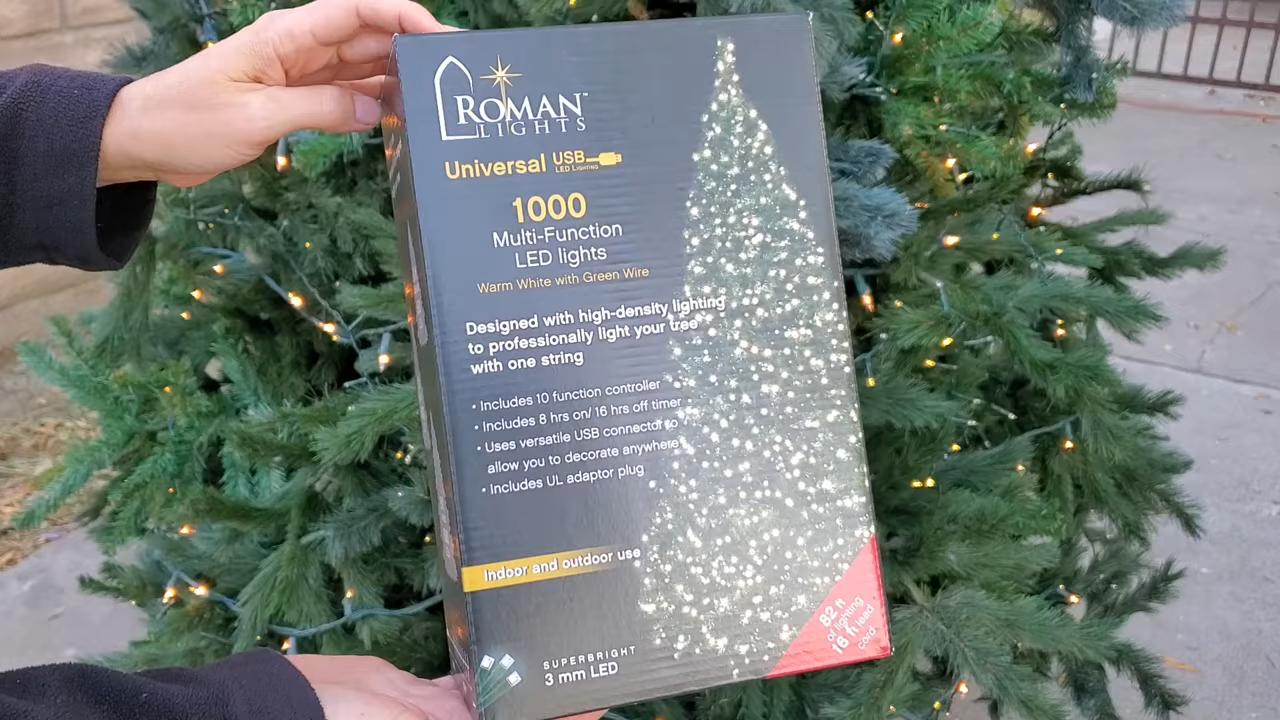 ROMAN™
LIGHTS
Universal USB
LED LIGHTING
1000
Multi-Function
LED lights
Warm White with Green Wire
Designed with high-density lighting
to professionally light your tree
with one string
• Includes 10 function controller
• Includes 8 hrs on/ 16 hrs off timer
• Uses versatile USB connector to
allow you to decorate anywhere
• Includes UL adaptor plug
Indoor and outdoor use
82 ft
of lighting
16 ft lead
cord
SUPERBRIGHT
3 mm LED